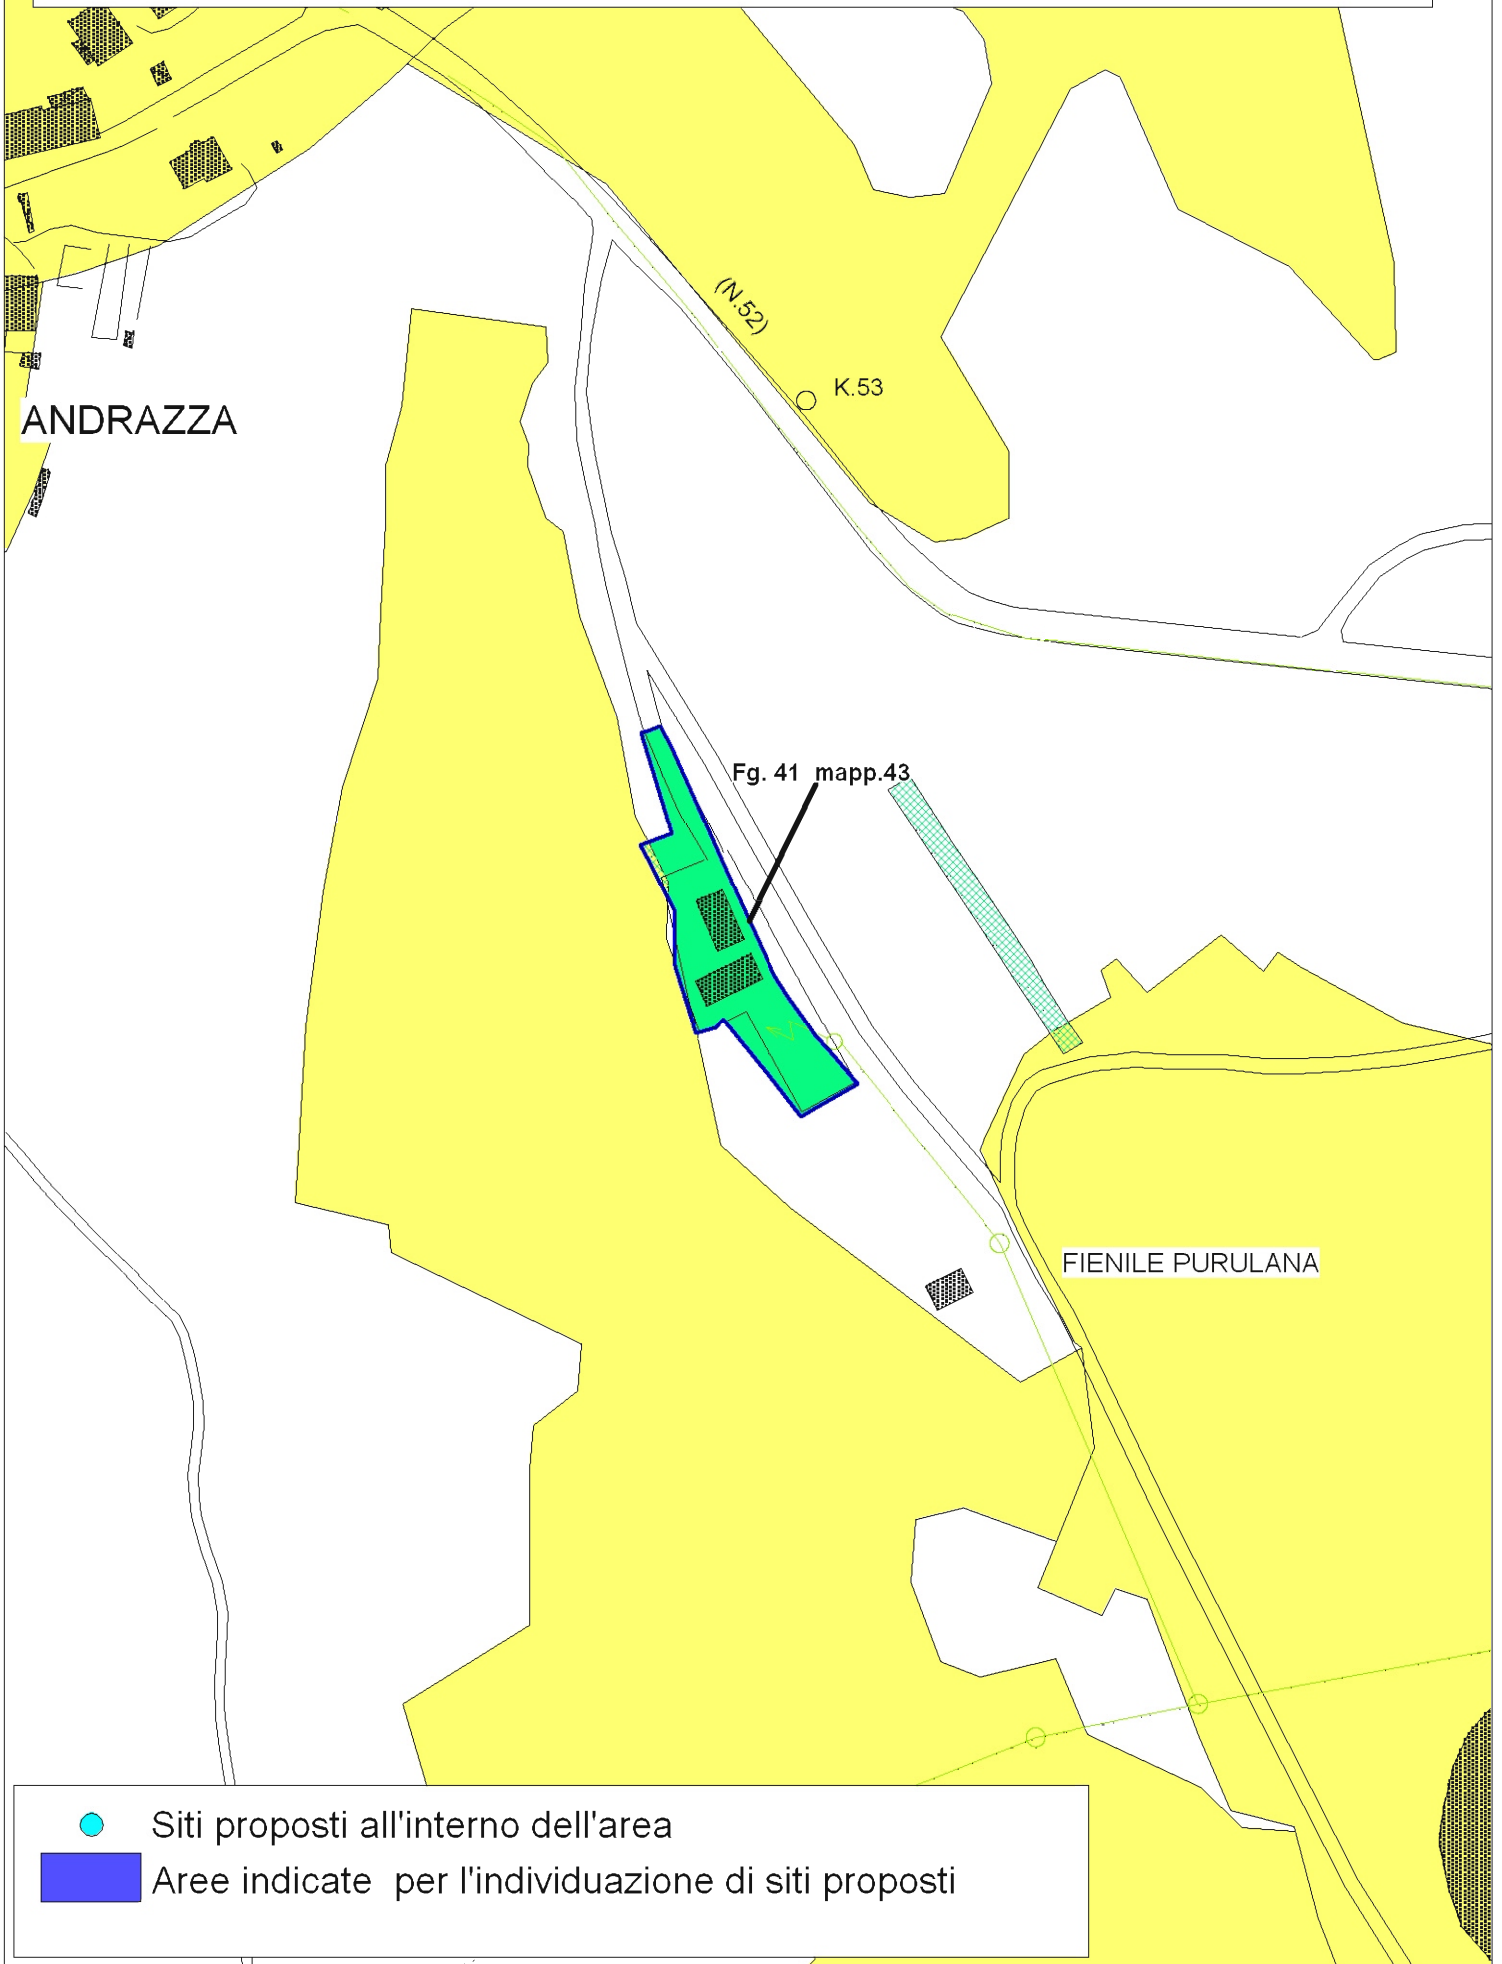 (N.52)
K.53
ANDRAZZA
Fg. 41  mapp.43
FIENILE PURULANA
Siti proposti all'interno dell'area
Aree indicate  per l'individuazione di siti proposti